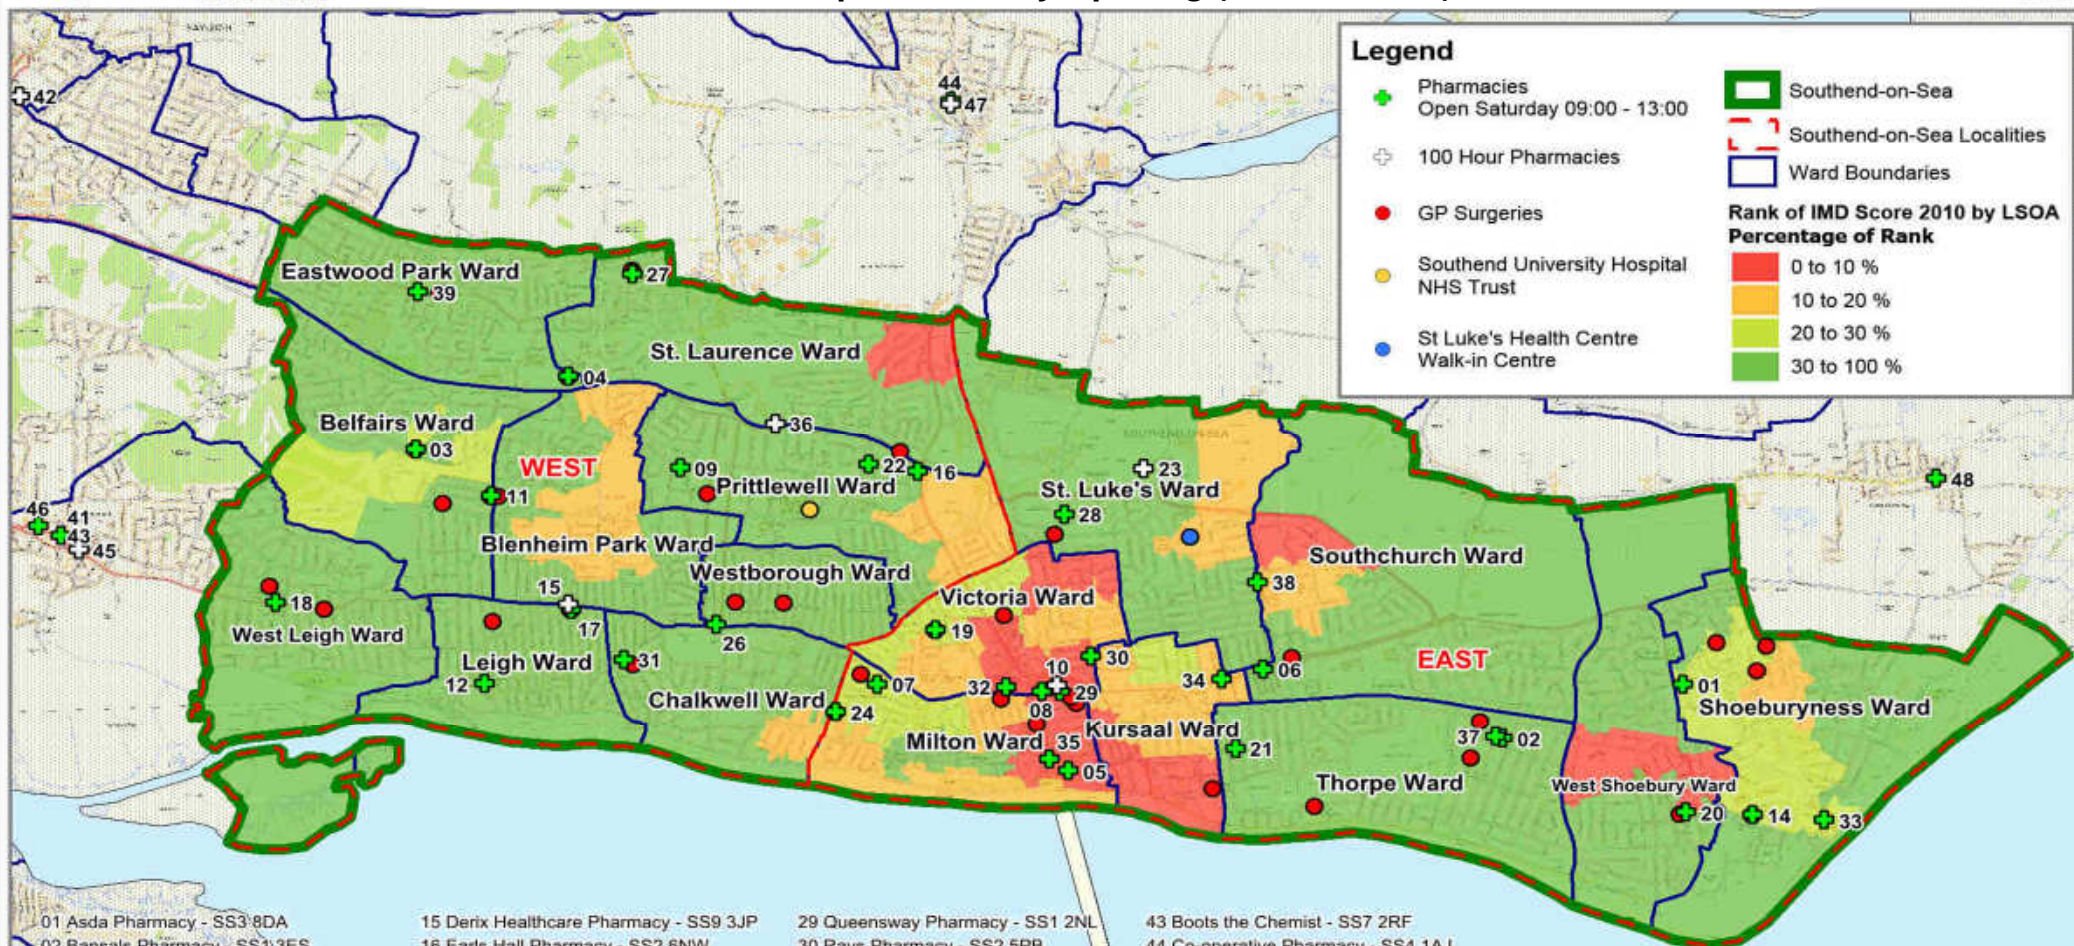 Legend
Pharmacies
Open Saturday 09:00 - 13:00
100 Hour Pharmacies
GP Surgeries
Southend University Hospital
NHS Trust
St Luke's Health Centre
Walk-in Centre
Southend-on-Sea
Southend-on-Sea Localities
Ward Boundaries
Rank of IMD Score 2010 by LSOA
Percentage of Rank
0 to 10 %
10 to 20 %
20 to 30 %
30 to 100 %
42
44
47
Eastwood Park Ward
39
27
St. Laurence Ward
04
Belfairs Ward
03
36
WEST
09
22
16
Prittlewell Ward
11
23
St. Luke's Ward
28
48
46
41
43
45
Blenheim Park Ward
Southchurch Ward
Westborough Ward
38
15
17
18
West Leigh Ward
Victoria Ward
19
26
Leigh Ward
12
31
Chalkwell Ward
24
07
32
10
30
29
08
34
06
EAST
01
Shoeburyness Ward
Milton Ward
Kursaal Ward
35
05
21
37
02
Thorpe Ward
West Shoebury Ward
20
14
33
01 Asda Pharmacy - SS3 8DA
15 Derix Healthcare Pharmacy - SS9 3JP
29 Queensway Pharmacy - SS1 2NL
43 Boots the Chemist - SS7 2RF